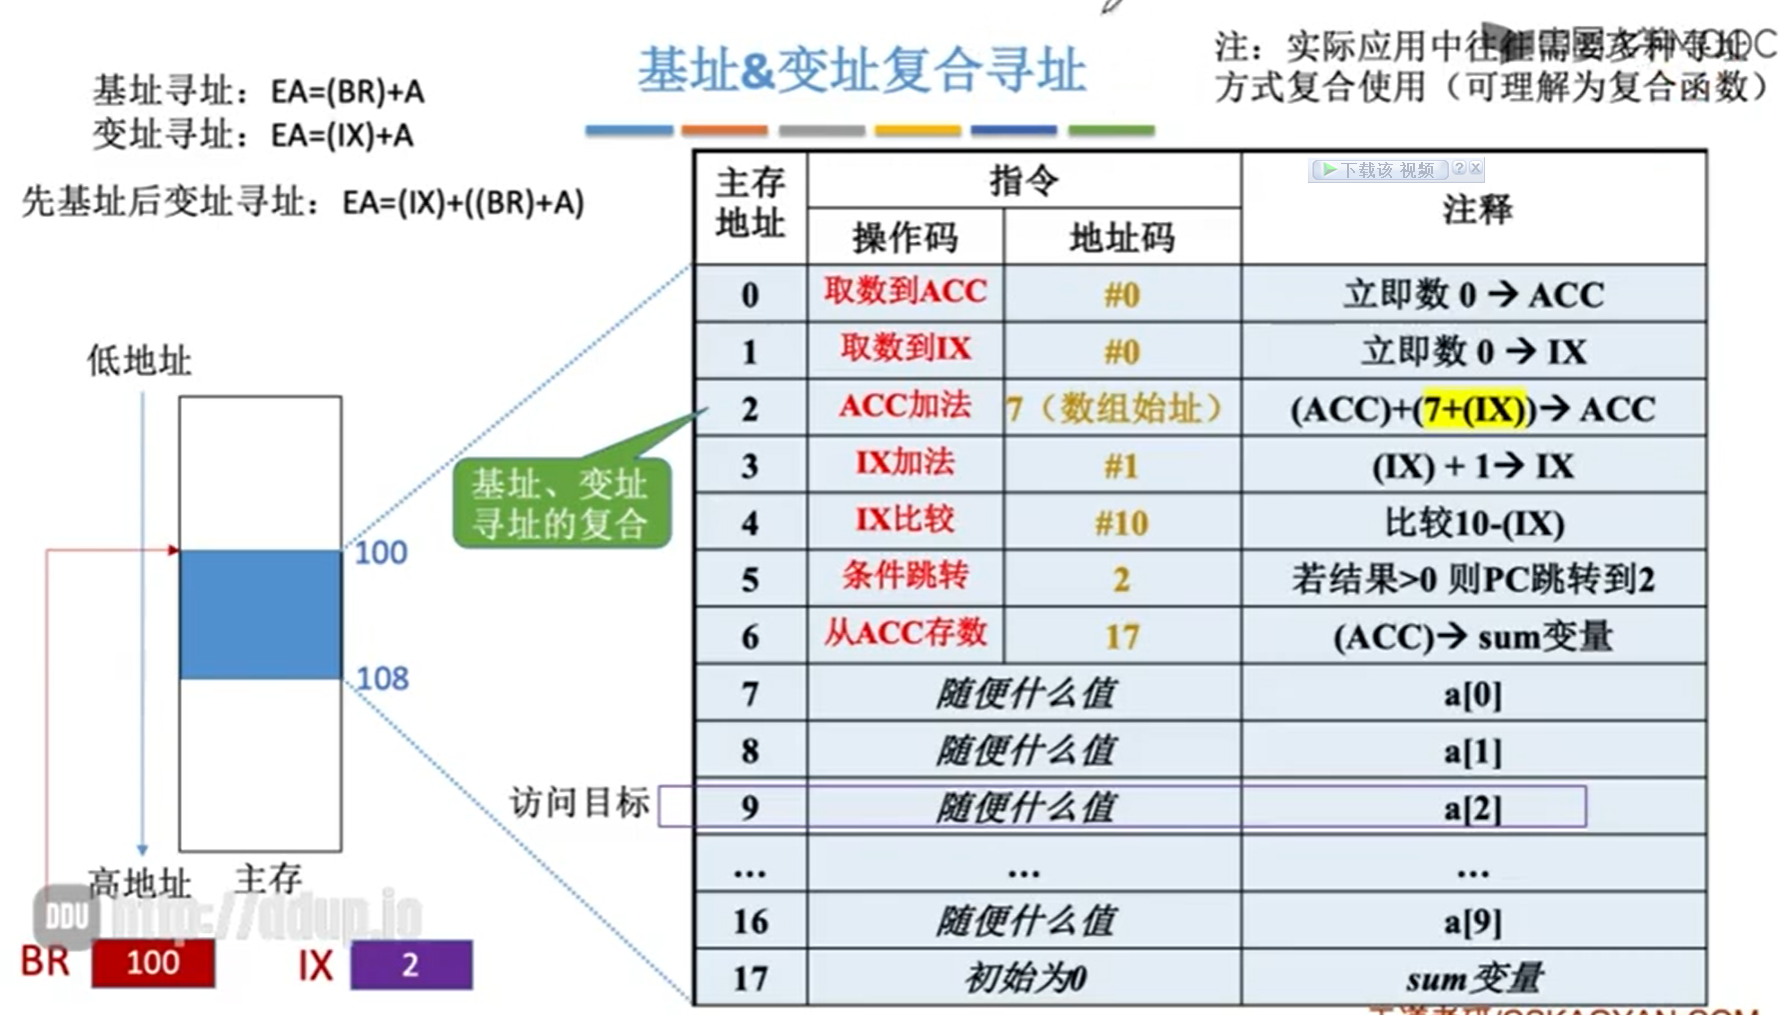 基址&变址复合寻址
注：实际应用中往往需要多种寻址
方式复合使用（可理解为复合函数）
基址寻址：EA=(BR)+A
变址寻址：EA=(IX)+A
先基址后变址寻址：EA=(IX)+((BR)+A)
下载该 视频
主存地址 指令 注释
操作码 地址码
0 取数到ACC #0 立即数 0 → ACC
1 取数到IX #0 立即数 0 → IX
2 ACC加法 7（数组始址） (ACC)+(7+(IX))→ ACC
3 IX加法 #1 (IX) + 1→ IX
4 IX比较 #10 比较10-(IX)
5 条件跳转 2 若结果>0 则PC跳转到2
6 从ACC存数 17 (ACC)→ sum变量
7 随便什么值 a[0]
8 随便什么值 a[1]
9 随便什么值 a[2]
... ... ...
16 随便什么值 a[9]
17 初始为0 sum变量
基址、变址
寻址的复合
访问目标
低地址
100
108
高地址
主存
DDU http://ddup.io
BR 100
IX 2